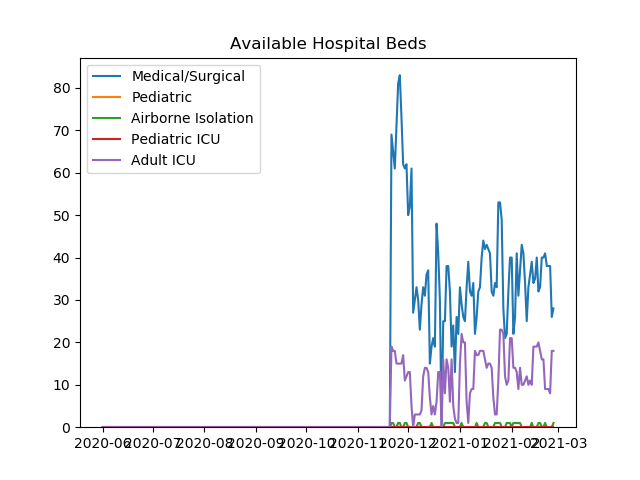 Available Hospital Beds
80
70
60
50
40
30
20
10
0
Medical/Surgical
Pediatric
Airborne Isolation
Pediatric ICU
Adult ICU
2020-06 2020-07 2020-08 2020-09 2020-10 2020-11 2020-12 2021-01 2021-02 2021-03